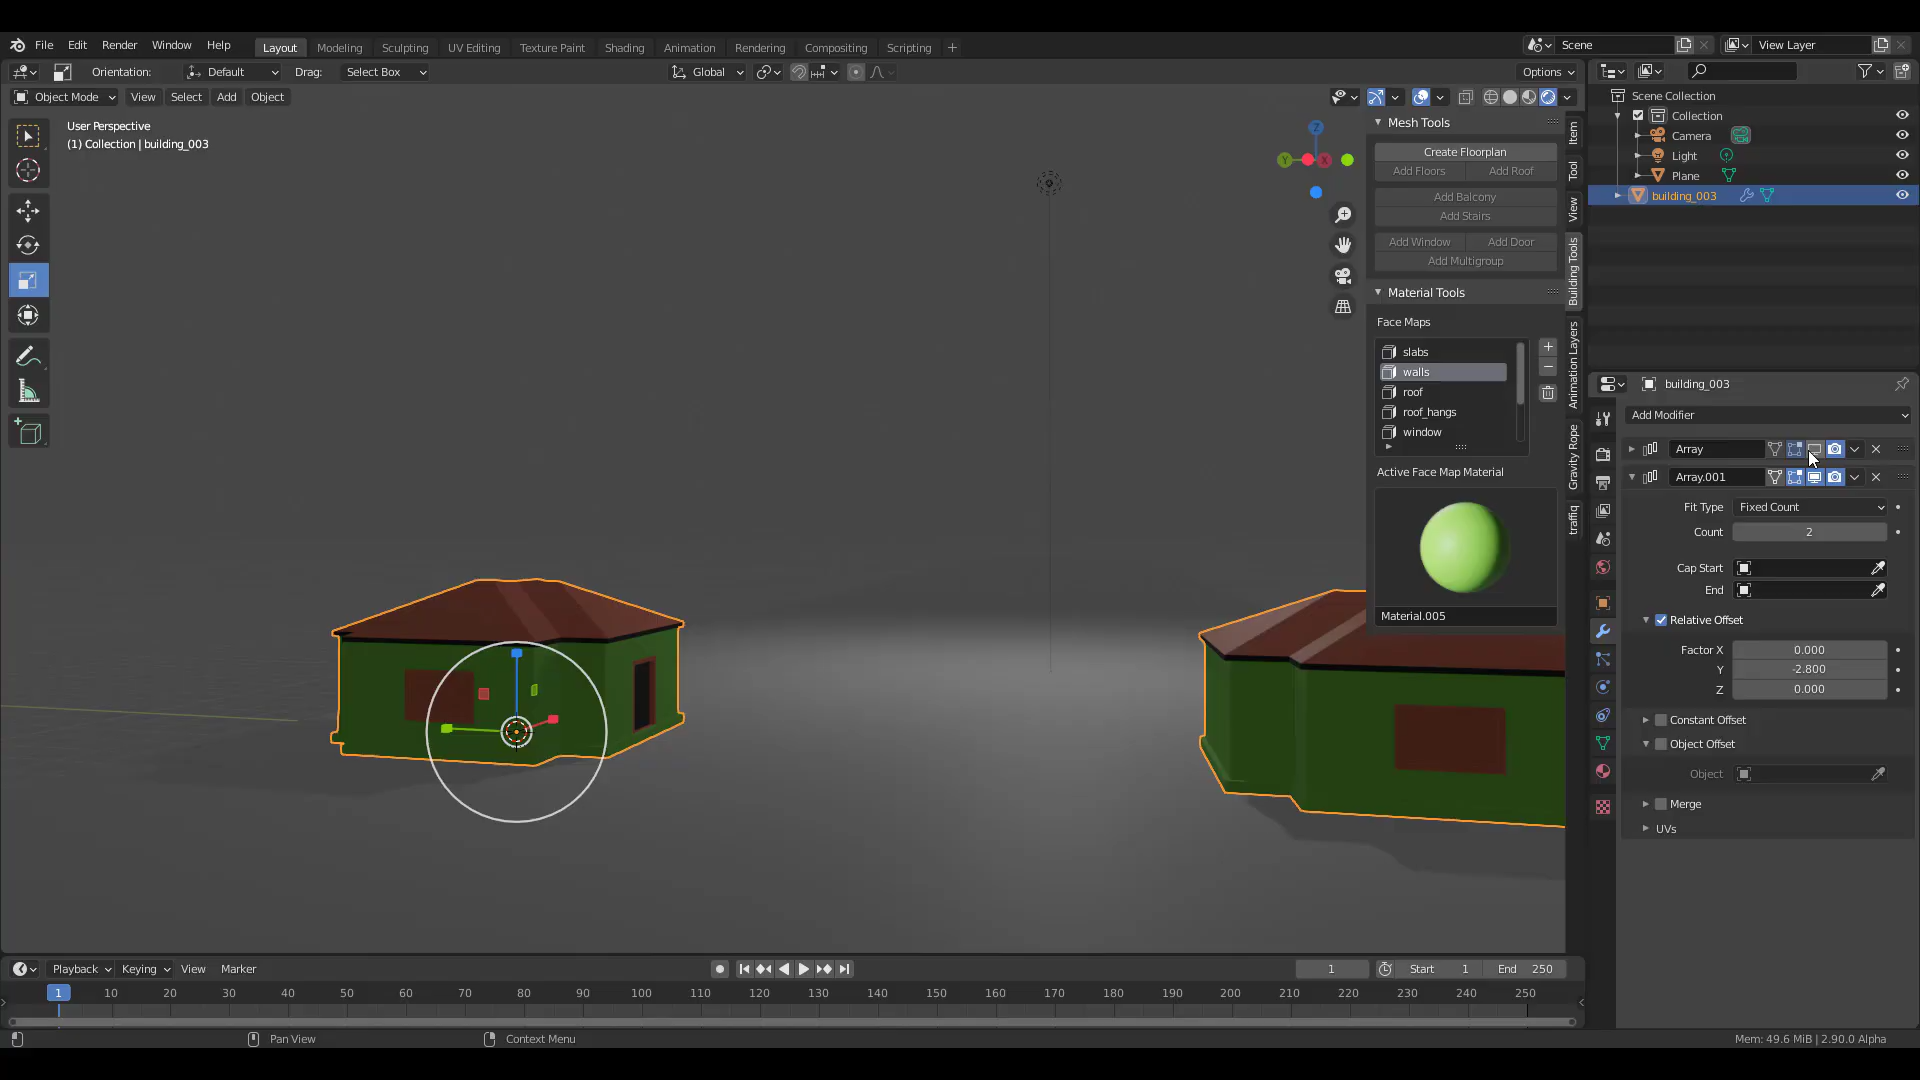 File Edit Render Window Help Layout Modeling Sculpting UV Editing Texture Paint Shading Animation Rendering Compositing Scripting + Scene View Layer
Orientation: Default Drag: Select Box Global Options
Object Mode View Select Add Object
User Perspective
(1) Collection | building_003
Z
Y X
Mesh Tools
Create Floorplan
Add Floors Add Roof
Add Balcony
Add Stairs
Add Window Add Door
Add Multigroup
Material Tools
Face Maps
slabs
walls
roof
roof_hangs
window
Active Face Map Material
Material.005
Item
Tool
View
Building Tools
Animation Layers
Gravity Rope
traffiq
Scene Collection
Collection
Camera
Light
Plane
building_003
building_003
Add Modifier
Array
Array.001
Fit Type Fixed Count
Count 2
Cap Start
End
Relative Offset
Factor X 0.000
Y -2.800
Z 0.000
Constant Offset
Object Offset
Object
Merge
UVs
Playback Keying View Marker 1 Start 1 End 250
1 10 20 30 40 50 60 70 80 90 100 110 120 130 140 150 160 170 180 190 200 210 220 230 240 250
Pan View Context Menu Mem: 49.6 MiB | 2.90.0 Alpha